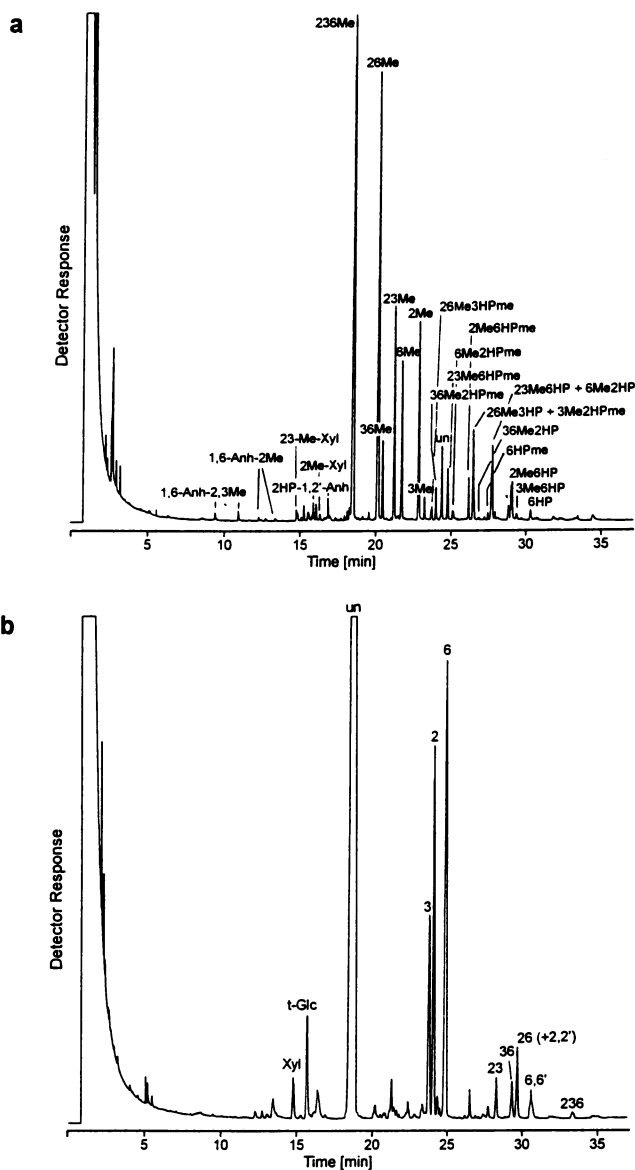 a
236Me
26Me
23Me
2Me
26Me3HPme
6Me
2Me6HPme
6Me2HPme
23Me6HPme
36Me2HPme
23Me6HP + 6Me2HP
26Me3HP + 3Me2HPme
36Me2HP
36Me
un
6HPme
23-Me-Xyl
1,6-Anh-2Me
2Me-Xyl
2HP-1,2'-Anh
3Me
2Me6HP
3Me6HP
6HP
1,6-Anh-2,3Me
Detector Response
5 10 15 20 25 30 35
Time [min]
b
un
6
2
3
t-Glc
Xyl
26 (+2,2')
36
23
6,6'
236
Detector Response
5 10 15 20 25 30 35
Time [min]